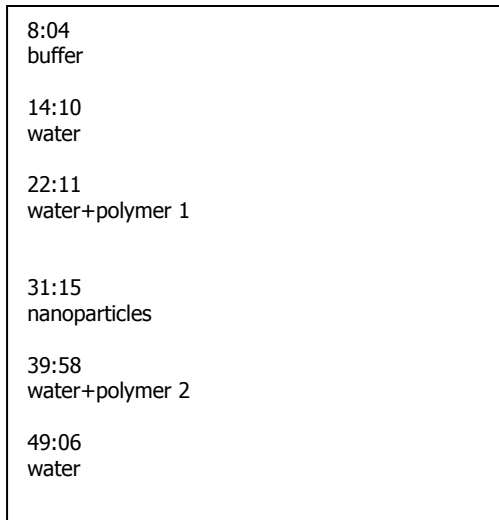 8:04
buffer
14:10
water
22:11
water+polymer 1
31:15
nanoparticles
39:58
water+polymer 2
49:06
water